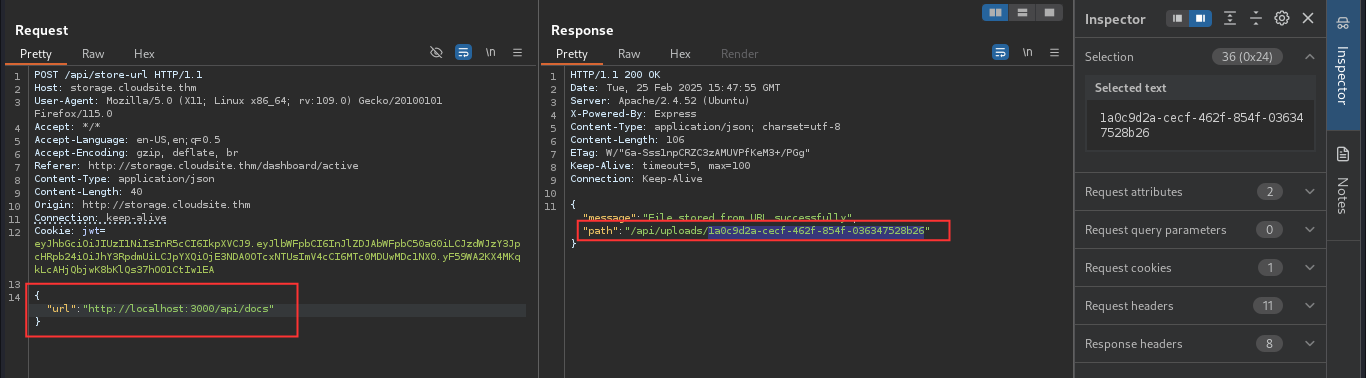 Request
Pretty Raw Hex
\n
1 POST /api/store-url HTTP/1.1
2 Host: storage.cloudsite.thm
3 User-Agent: Mozilla/5.0 (X11; Linux x86_64; rv:109.0) Gecko/20100101
Firefox/115.0
4 Accept: */*
5 Accept-Language: en-US,en;q=0.5
6 Accept-Encoding: gzip, deflate, br
7 Referer: http://storage.cloudsite.thm/dashboard/active
8 Content-Type: application/json
9 Content-Length: 40
10 Origin: http://storage.cloudsite.thm
11 Connection: keep-alive
12 Cookie: jwt=
13
14 {
"url":"http://localhost:3000/api/docs"
}
Response
Pretty Raw Hex Render
\n
1 HTTP/1.1 200 OK
2 Date: Tue, 25 Feb 2025 15:47:55 GMT
3 Server: Apache/2.4.52 (Ubuntu)
4 X-Powered-By: Express
5 Content-Type: application/json; charset=utf-8
6 Content-Length: 106
7 ETag: W/"6a-Sss1npCRZC3zAMUVPfKeM3+/PGg"
8 Keep-Alive: timeout=5, max=100
9 Connection: Keep-Alive
10
11 {
"message":"File stored from URL successfully",
"path":"/api/uploads/1a0c9d2a-cecf-462f-854f-036347528b26"
}
Inspector
Selection 36 (0x24)
Selected text
1a0c9d2a-cecf-462f-854f-03634
7528b26
Request attributes 2
Request query parameters 0
Request cookies 1
Request headers 11
Response headers 8
Inspector
Notes